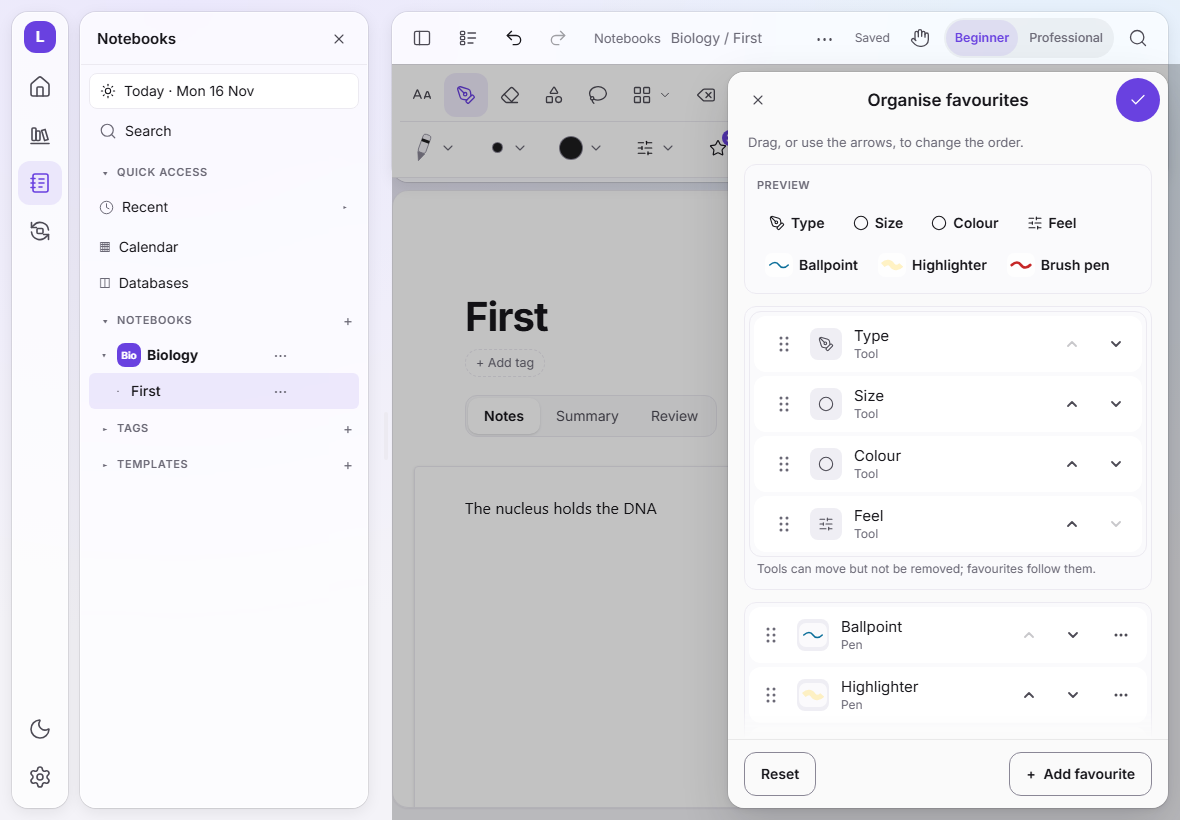 L
Notebooks
Today · Mon 16 Nov
Search
QUICK ACCESS
Recent
Calendar
Databases
NOTEBOOKS
Bio Biology
First
TAGS
TEMPLATES
Notebooks Biology / First
Saved
Beginner Professional
AA
First
+ Add tag
Notes Summary Review
The nucleus holds the DNA
Organise favourites
Drag, or use the arrows, to change the order.
PREVIEW
Type Size Colour Feel
Ballpoint Highlighter Brush pen
Type
Tool
Size
Tool
Colour
Tool
Feel
Tool
Tools can move but not be removed; favourites follow them.
Ballpoint
Pen
Highlighter
Pen
Reset
+ Add favourite